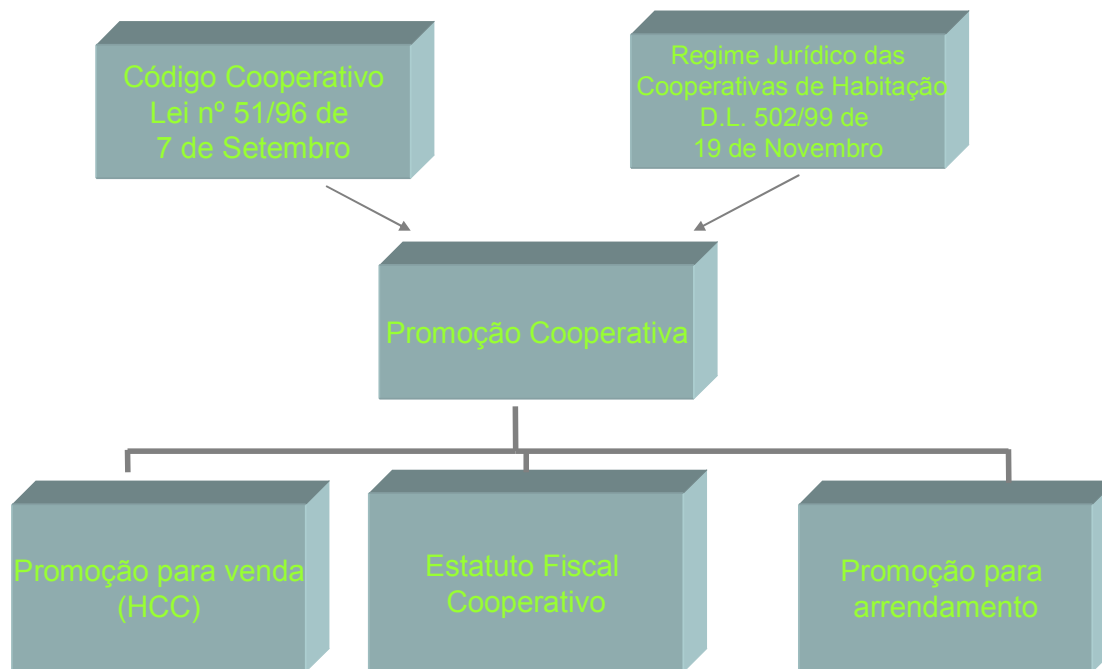 Código Cooperativo
Lei nº 51/96 de
7 de Setembro
Regime Jurídico das
Cooperativas de Habitação
D.L. 502/99 de
19 de Novembro
Promoção Cooperativa
Promoção para venda
(HCC)
Estatuto Fiscal
Cooperativo
Promoção para
arrendamento